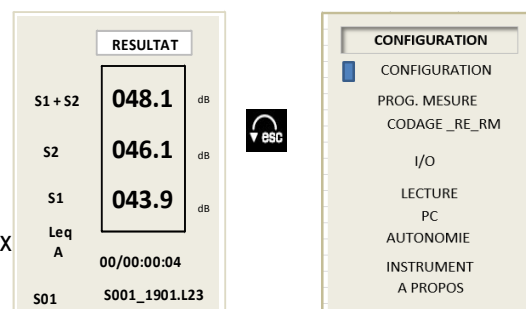 RESULTAT
S1 + S2 048.1 dB
S2 046.1 dB
S1 043.9 dB
X
Leq
A
00/00:00:04
S01 S001_1901.L23
esc
CONFIGURATION
CONFIGURATION
PROG. MESURE
CODAGE _RE_RM
I/O
LECTURE
PC
AUTONOMIE
INSTRUMENT
A PROPOS